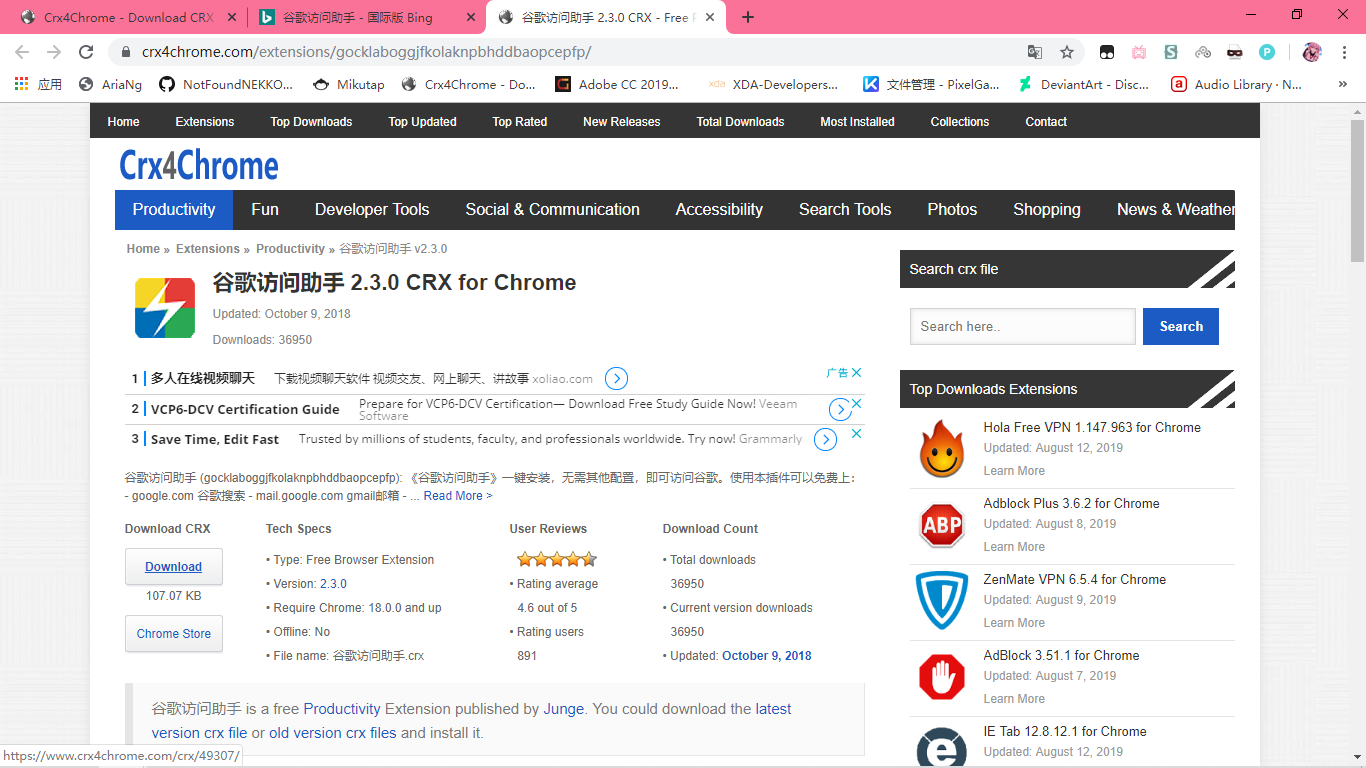 Crx4Chrome - Download CRX
谷歌访问助手 - 国际版 Bing
谷歌访问助手 2.3.0 CRX - Free
crx4chrome.com/extensions/gocklaboggjfkolaknpbhddbaopcepfp/
应用 AriaNg NotFoundNEKKO... Mikutap Crx4Chrome - Do... Adobe CC 2019... XDA-Developers... 文件管理 - PixelGa... DeviantArt - Disc... Audio Library · N...
Home Extensions Top Downloads Top Updated Top Rated New Releases Total Downloads Most Installed Collections Contact
Crx4Chrome
Productivity Fun Developer Tools Social & Communication Accessibility Search Tools Photos Shopping News & Weather
Home » Extensions » Productivity » 谷歌访问助手 v2.3.0
谷歌访问助手 2.3.0 CRX for Chrome
Updated: October 9, 2018
Downloads: 36950
1 多人在线视频聊天 下载视频聊天软件 视频交友、网上聊天、讲故事 xoliao.com 广告
2 VCP6-DCV Certification Guide Prepare for VCP6-DCV Certification— Download Free Study Guide Now! Veeam
Software
3 Save Time, Edit Fast Trusted by millions of students, faculty, and professionals worldwide. Try now! Grammarly
谷歌访问助手 (gocklaboggjfkolaknpbhddbaopcepfp): 《谷歌访问助手》一键安装，无需其他配置，即可访问谷歌。使用本插件可以免费上：
- google.com 谷歌搜索 - mail.google.com gmail邮箱 - ... Read More >
Download CRX
Download
107.07 KB
Chrome Store
Tech Specs
• Type: Free Browser Extension
• Version: 2.3.0
• Require Chrome: 18.0.0 and up
• Offline: No
• File name: 谷歌访问助手.crx
User Reviews
• Rating average
4.6 out of 5
• Rating users
891
Download Count
• Total downloads
36950
• Current version downloads
36950
• Updated: October 9, 2018
谷歌访问助手 is a free Productivity Extension published by Junge. You could download the latest
version crx file or old version crx files and install it.
Search crx file
Search here.. Search
Top Downloads Extensions
Hola Free VPN 1.147.963 for Chrome
Updated: August 12, 2019
Learn More
ABP
Adblock Plus 3.6.2 for Chrome
Updated: August 8, 2019
Learn More
ZenMate VPN 6.5.4 for Chrome
Updated: August 9, 2019
Learn More
AdBlock 3.51.1 for Chrome
Updated: August 7, 2019
Learn More
IE Tab 12.8.12.1 for Chrome
Updated: August 12, 2019
https://www.crx4chrome.com/crx/49307/